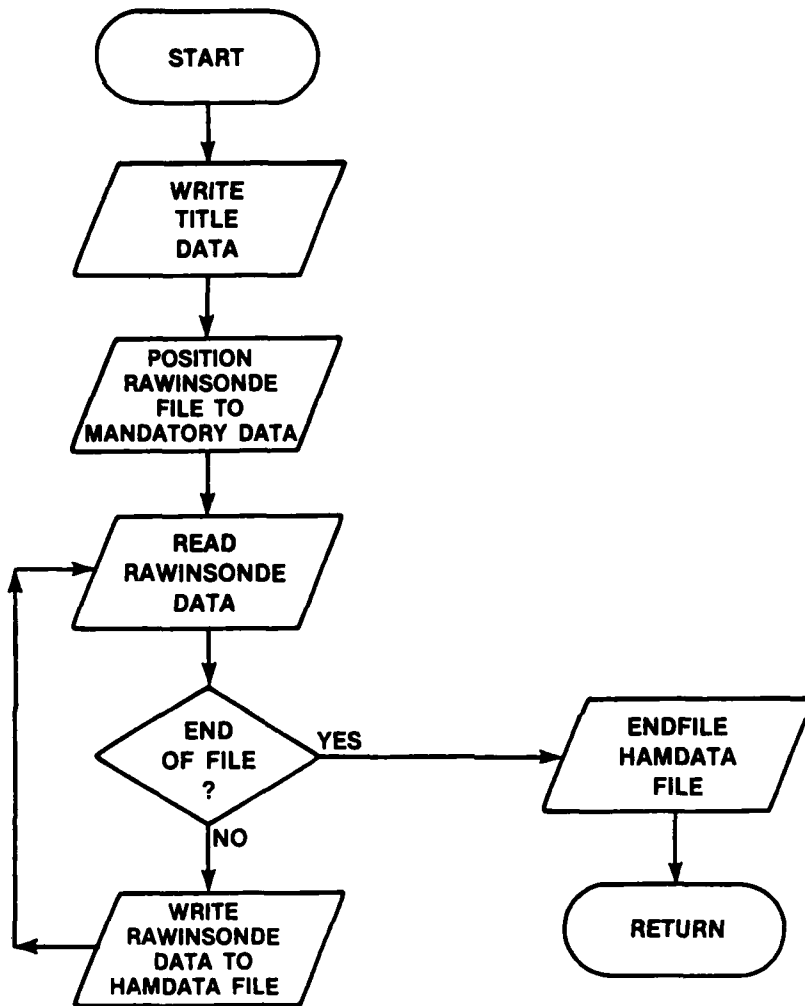 START
WRITE
TITLE
DATA
POSITION
RAWINSONDE
FILE TO
MANDATORY DATA
READ
RAWINSONDE
DATA
END
OF FILE
?
YES
NO
WRITE
RAWINSONDE
DATA TO
HAMDATA FILE
ENDFILE
HAMDATA
FILE
RETURN